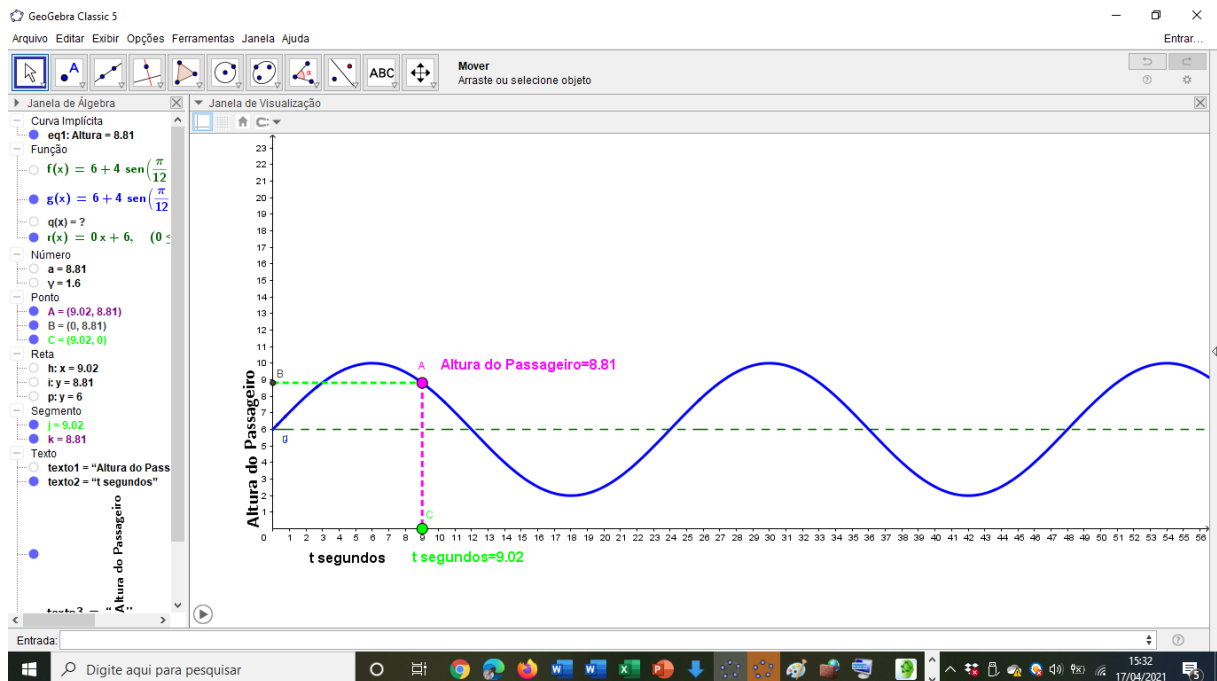 GeoGebra Classic 5
Arquivo Editar Exibir Opções Ferramentas Janela Ajuda
Entrar...
A
ABC
Mover
Arraste ou selecione objeto
Janela de Álgebra
Janela de Visualização
Curva Implícita
eq1: Altura = 8.81
Função
f(x) = 6 + 4 sen(π/12
g(x) = 6 + 4 sen(π/12
q(x) = ?
r(x) = 0 x + 6, (0 ≤
Número
a = 8.81
γ = 1.6
Ponto
A = (9.02, 8.81)
B = (0, 8.81)
C = (9.02, 0)
Reta
h: x = 9.02
i: y = 8.81
p: y = 6
Segmento
j = 9.02
k = 8.81
Texto
texto1 = “Altura do Pass
texto2 = “t segundos”
Altura do Passageiro
texto3 = “ ”
23
22
21
20
19
18
17
16
15
14
13
12
11
10
9
8
7
6
5
4
3
2
1
Altura do Passageiro
B
A
Altura do Passageiro=8.81
C
0 1 2 3 4 5 6 7 8 9 10 11 12 13 14 15 16 17 18 19 20 21 22 23 24 25 26 27 28 29 30 31 32 33 34 35 36 37 38 39 40 41 42 43 44 45 46 47 48 49 50 51 52 53 54 55 56
t segundos
t segundos=9.02
Entrada:
Digite aqui para pesquisar
15:32
17/04/2021
5